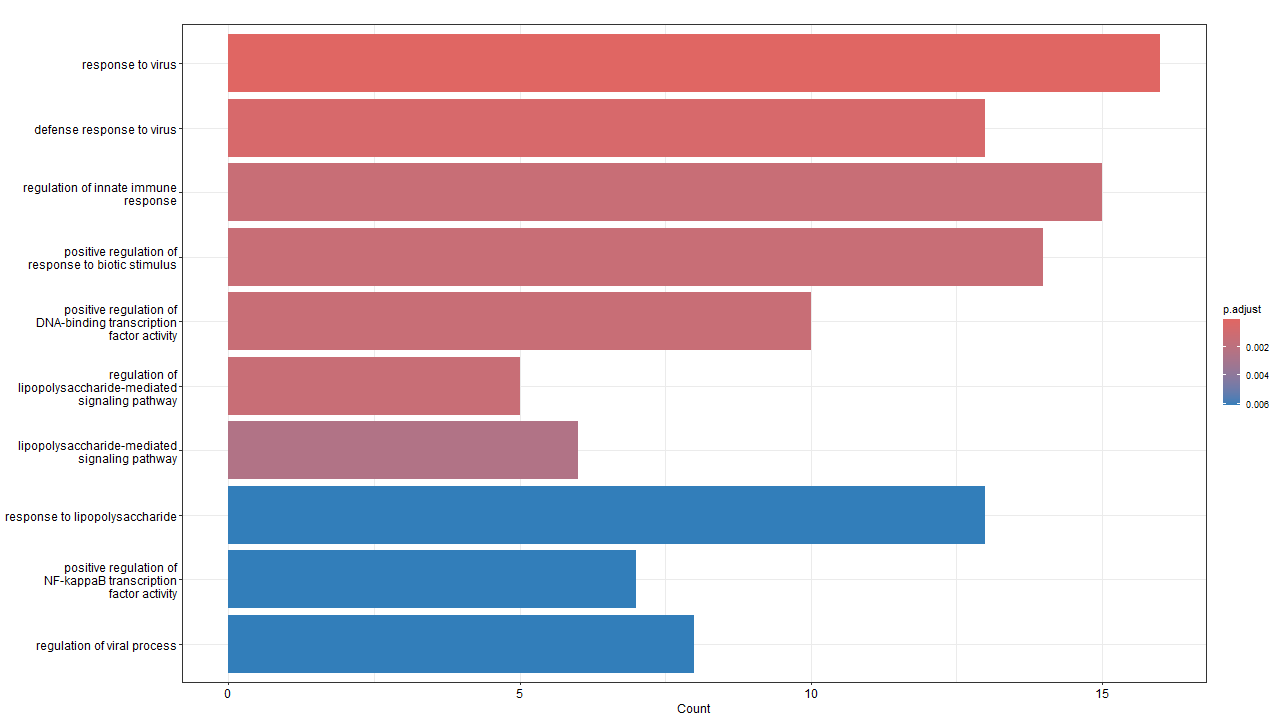 response to virus
defense response to virus
regulation of innate immune
response
positive regulation of
response to biotic stimulus
positive regulation of
DNA-binding transcription
factor activity
regulation of
lipopolysaccharide-mediated
signaling pathway
lipopolysaccharide-mediated
signaling pathway
response to lipopolysaccharide
positive regulation of
NF-kappaB transcription
factor activity
regulation of viral process
0 5 10 15
Count
p.adjust
0.002
0.004
0.006